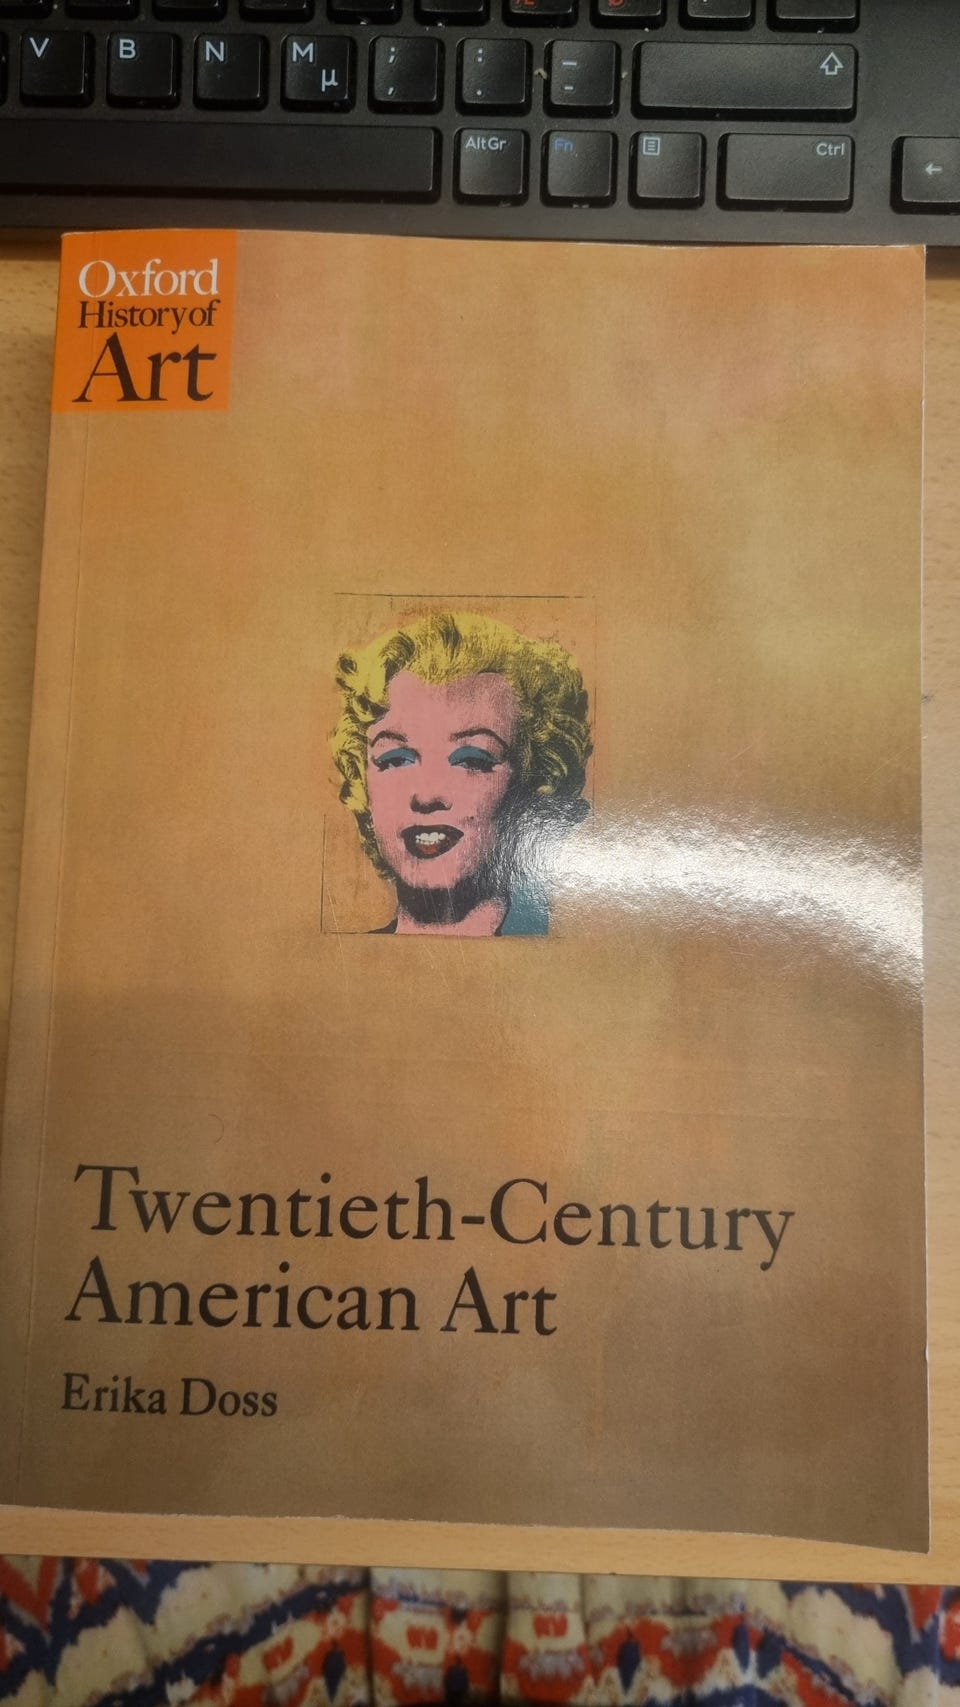 V B N M ; : _
µ , . -
AltGr Fn Ctrl
Oxford
History of
Art
Twentieth-Century
American Art
Erika Doss